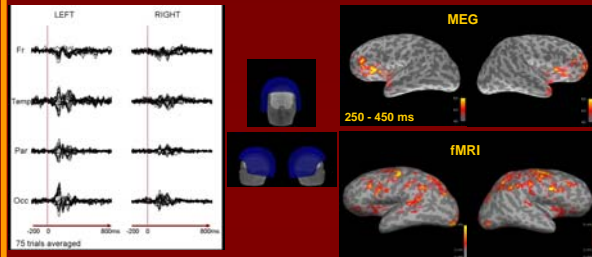 LEFT RIGHT
Fr
Temp
Par
Occ
-200 0 800ms -200 0 800ms
75 trials averaged
MEG
250 - 450 ms
fMRI